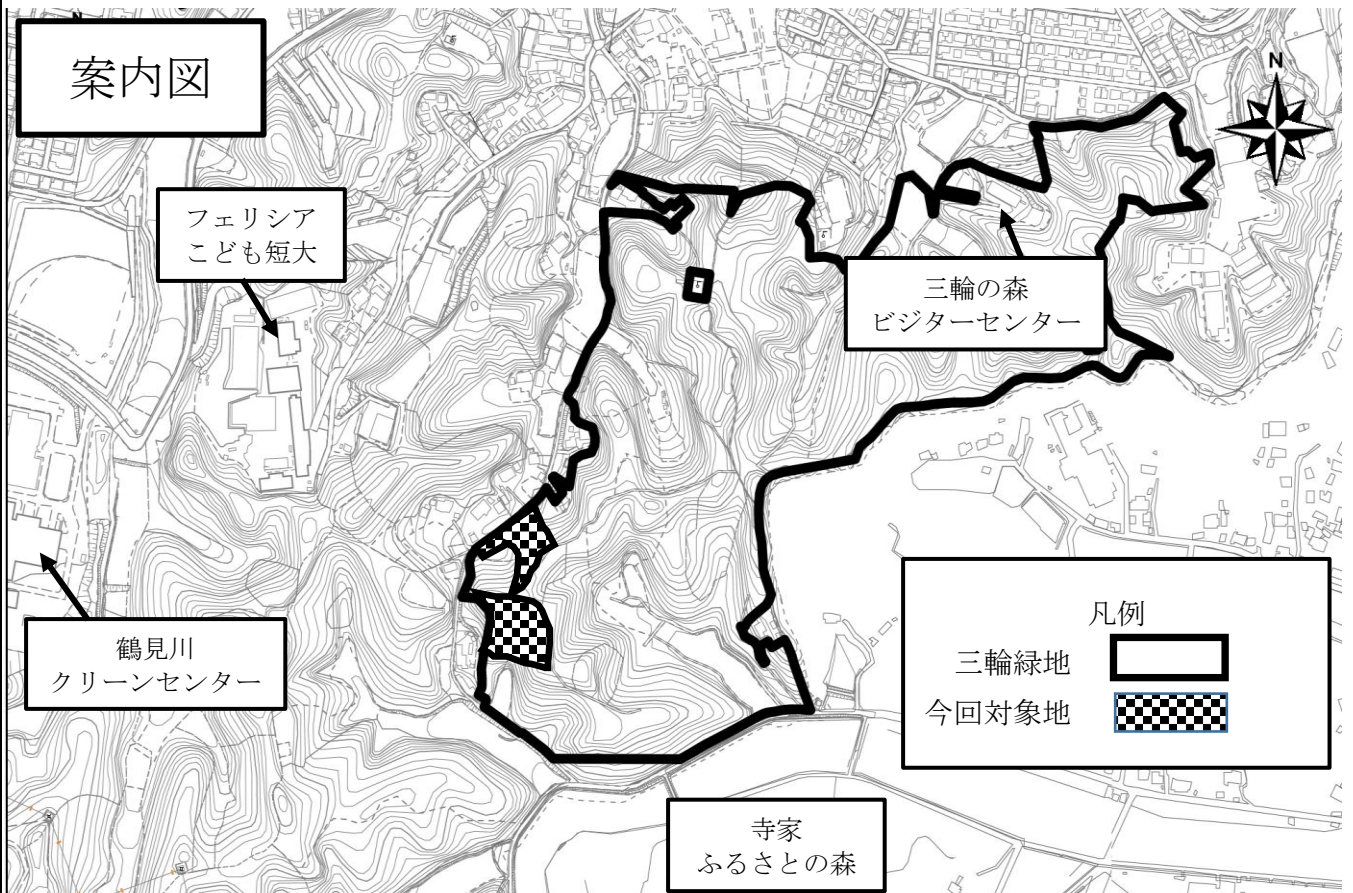 案内図
N
フェリシア
こども短大
三輪の森
ビジターセンター
鶴見川
クリーンセンター
凡例
三輪緑地
今回対象地
寺家
ふるさとの森